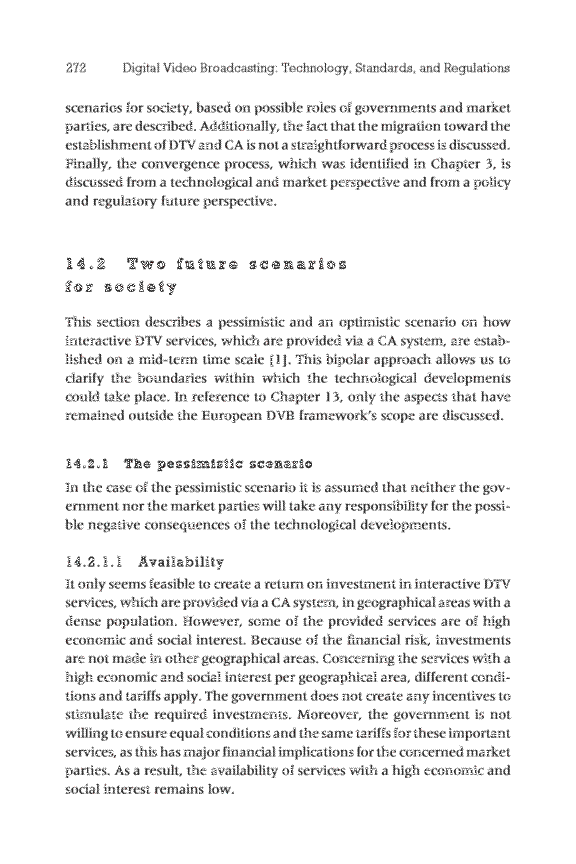 272 Digital Video Broadcasting: Technology, Standards, and Regulations
scenarios for society, based on possible roles of governments and market
parties, are described. Additionally, the fact that the migration toward the
establishment of DTV and CA is not a straightforward process is discussed.
Finally, the convergence process, which was identified in Chapter 3, is
discussed from a technological and market perspective and from a policy
and regulatory future perspective.
14.2 Two future scenarios
for society
This section describes a pessimistic and an optimistic scenario on how
interactive DTV services, which are provided via a CA system, are estab-
lished on a mid-term time scale [1]. This bipolar approach allows us to
clarify the boundaries within which the technological developments
could take place. In reference to Chapter 13, only the aspects that have
remained outside the European DVB framework's scope are discussed.
14.2.1 The pessimistic scenario
In the case of the pessimistic scenario it is assumed that neither the gov-
ernment nor the market parties will take any responsibility for the possi-
ble negative consequences of the technological developments.
14.2.1.1 Availability
It only seems feasible to create a return on investment in interactive DTV
services, which are provided via a CA system, in geographical areas with a
dense population. However, some of the provided services are of high
economic and social interest. Because of the financial risk, investments
are not made in other geographical areas. Concerning the services with a
high economic and social interest per geographical area, different condi-
tions and tariffs apply. The government does not create any incentives to
stimulate the required investments. Moreover, the government is not
willing to ensure equal conditions and the same tariffs for these important
services, as this has major financial implications for the concerned market
parties. As a result, the availability of services with a high economic and
social interest remains low.